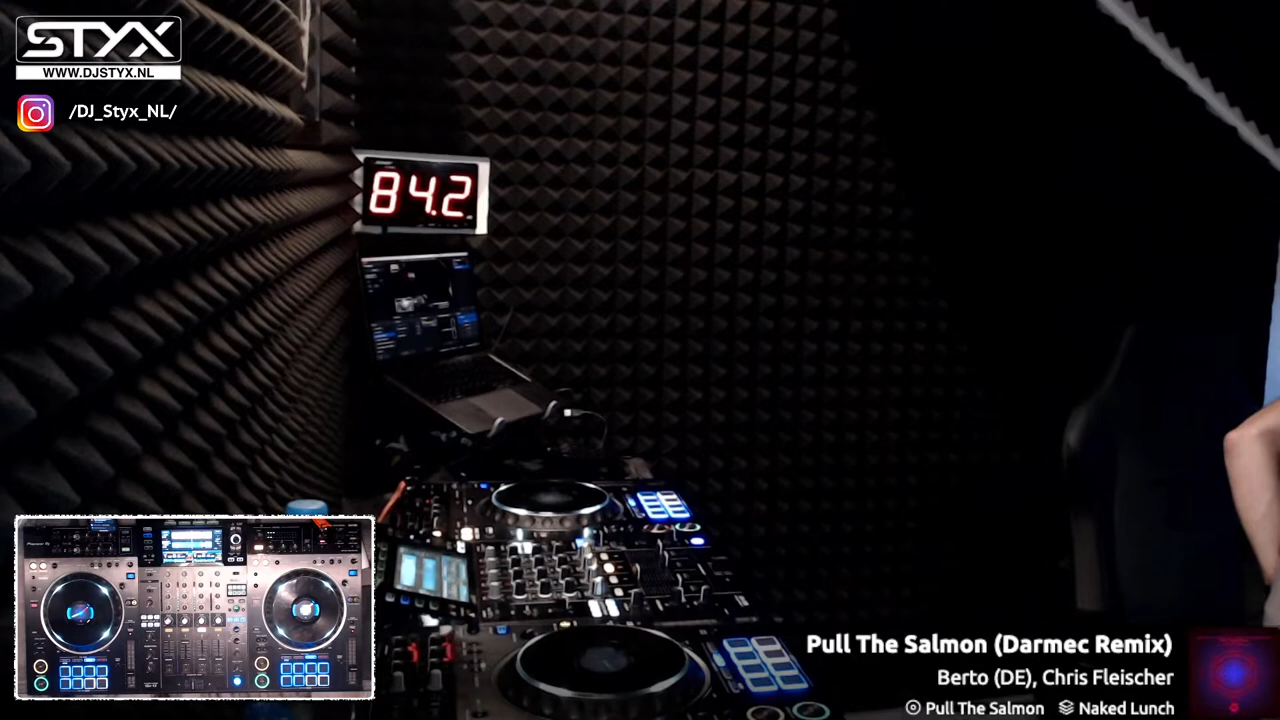 STYX
WWW.DJSTYX.NL
/DJ_Styx_NL/
84.2
Pull The Salmon (Darmec Remix)
Berto (DE), Chris Fleischer
Pull The Salmon Naked Lunch